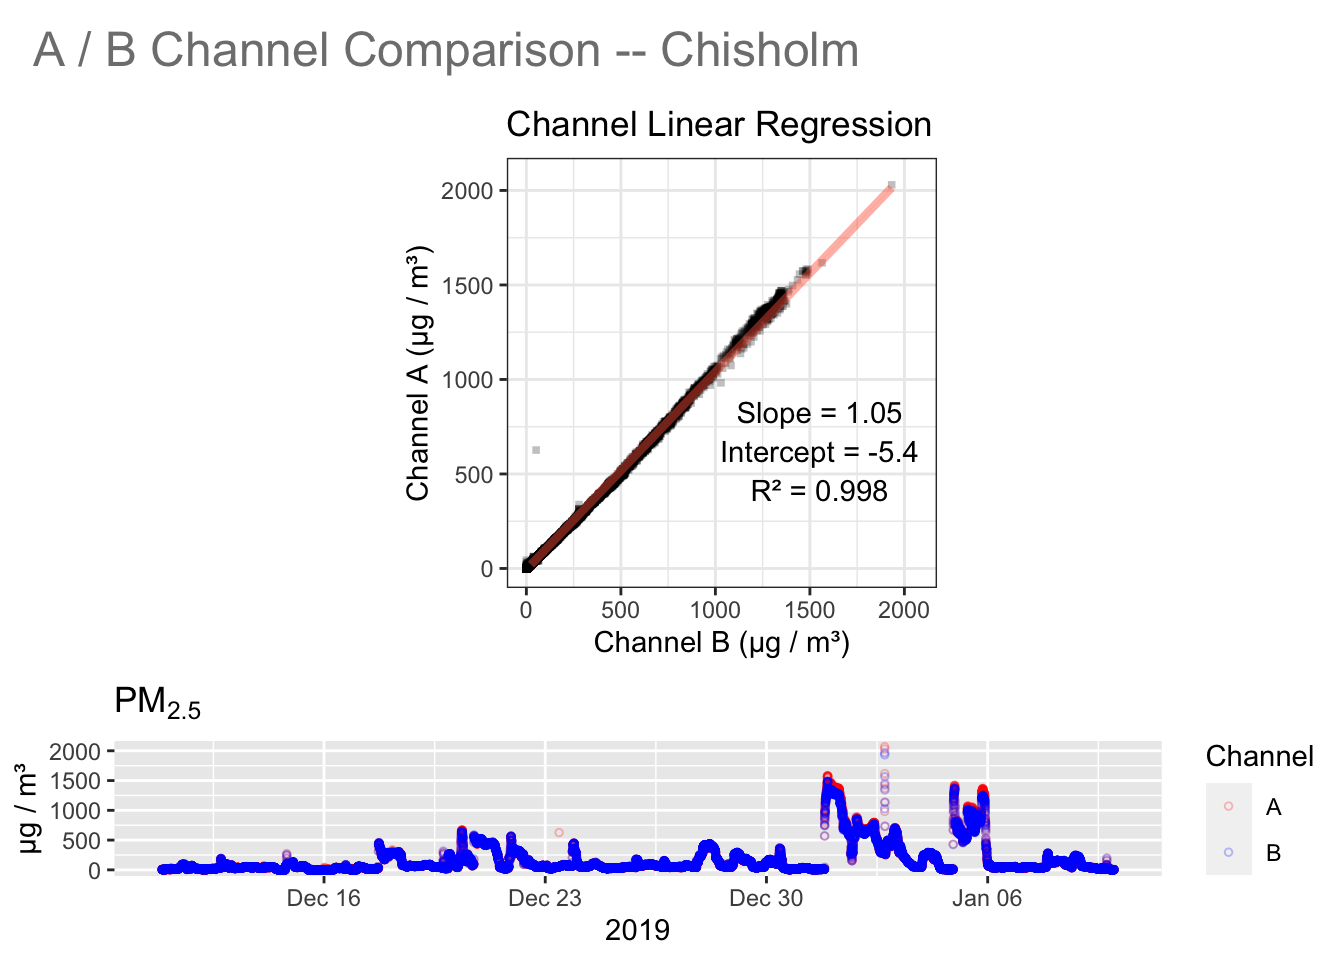 A / B Channel Comparison -- Chisholm
Channel Linear Regression
Channel A (µg / m³)
2000
1500
1000
500
0
Slope = 1.05
Intercept = -5.4
R² = 0.998
0 500 1000 1500 2000
Channel B (µg / m³)
PM2.5
µg / m³
2000
1500
1000
500
0
Dec 16 Dec 23 Dec 30 Jan 06
2019
Channel
A
B